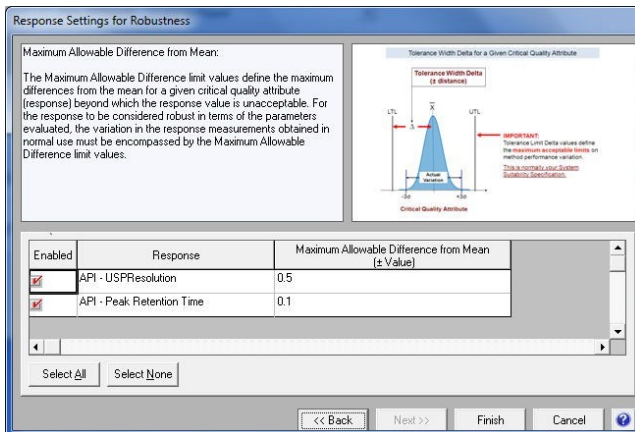 Response Settings for Robustness
Maximum Allowable Difference from Mean:
The Maximum Allowable Difference limit values define the maximum
differences from the mean for a given critical quality attribute
(response) beyond which the response value is unacceptable. For
the response to be considered robust in terms of the parameters
evaluated, the variation in the response measurements obtained in
normal use must be encompassed by the Maximum Allowable
Difference limit values.
Tolerance Width Delta for a Given Critical Quality Attribute
Tolerance Width Delta
(± distance)
LTL
X̄
UTL
Δ
IMPORTANT:
Tolerance Limit Delta values define
the maximum acceptable limits on
method performance variation.
This is normally your System
Suitability Specification.
Actual
Variation
-3σ
+3σ
Critical Quality Attribute
Enabled Response Maximum Allowable Difference from Mean
(± Value)
API - USPResolution 0.5
API - Peak Retention Time 0.1
Select All Select None
<< Back Next >> Finish Cancel ?